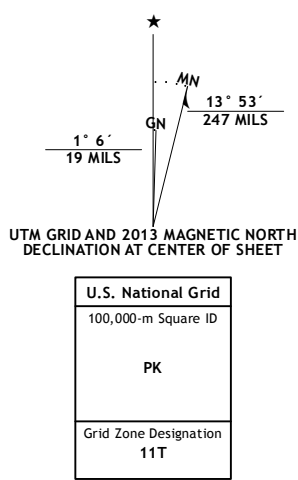 ★
MN
GN
13° 53´
247 MILS
1° 6´
19 MILS
UTM GRID AND 2013 MAGNETIC NORTH
DECLINATION AT CENTER OF SHEET
U.S. National Grid
100,000-m Square ID
PK
Grid Zone Designation
11T